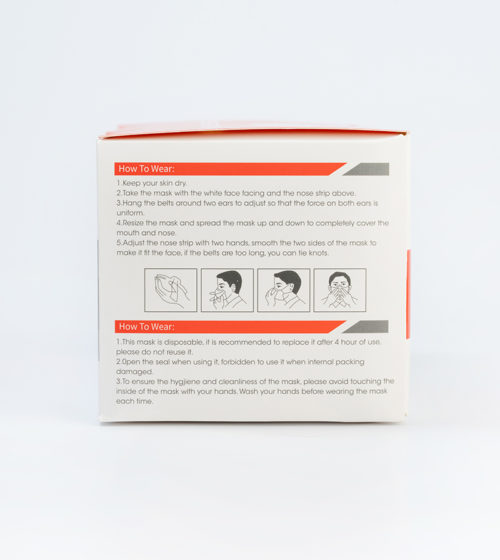 How To Wear:
1.Keep your skin dry.
2.Take the mask with the white face facing and the nose strip above.
3.Hang the belts around two ears to adjust so that the force on both ears is
uniform.
4.Resize the mask and spread the mask up and down to completely cover the
mouth and nose.
5.Adjust the nose strip with two hands, smooth the two sides of the mask to
make it fit the face, if the belts are too long, you can tie knots.
How To Wear:
1.This mask is disposable, it is recommended to replace it after 4 hour of use,
please do not reuse it.
2.Open the seal when using it, forbidden to use it when internal packing
damaged.
3.To ensure the hygjiene and cleanliness of the mask, please avoid touching the
inside of the mask with your hands. Wash your hands before wearing the mask
each time.